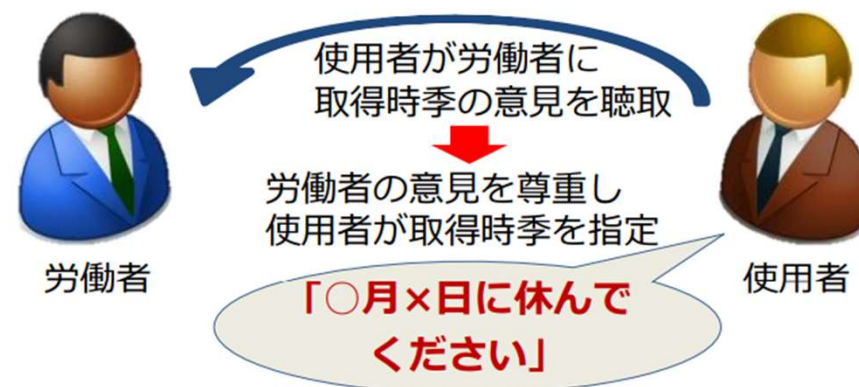 使用者が労働者に
取得時季の意見を聴取
労働者の意見を尊重し
使用者が取得時季を指定
労働者
使用者
「○月×日に休んで
ください」